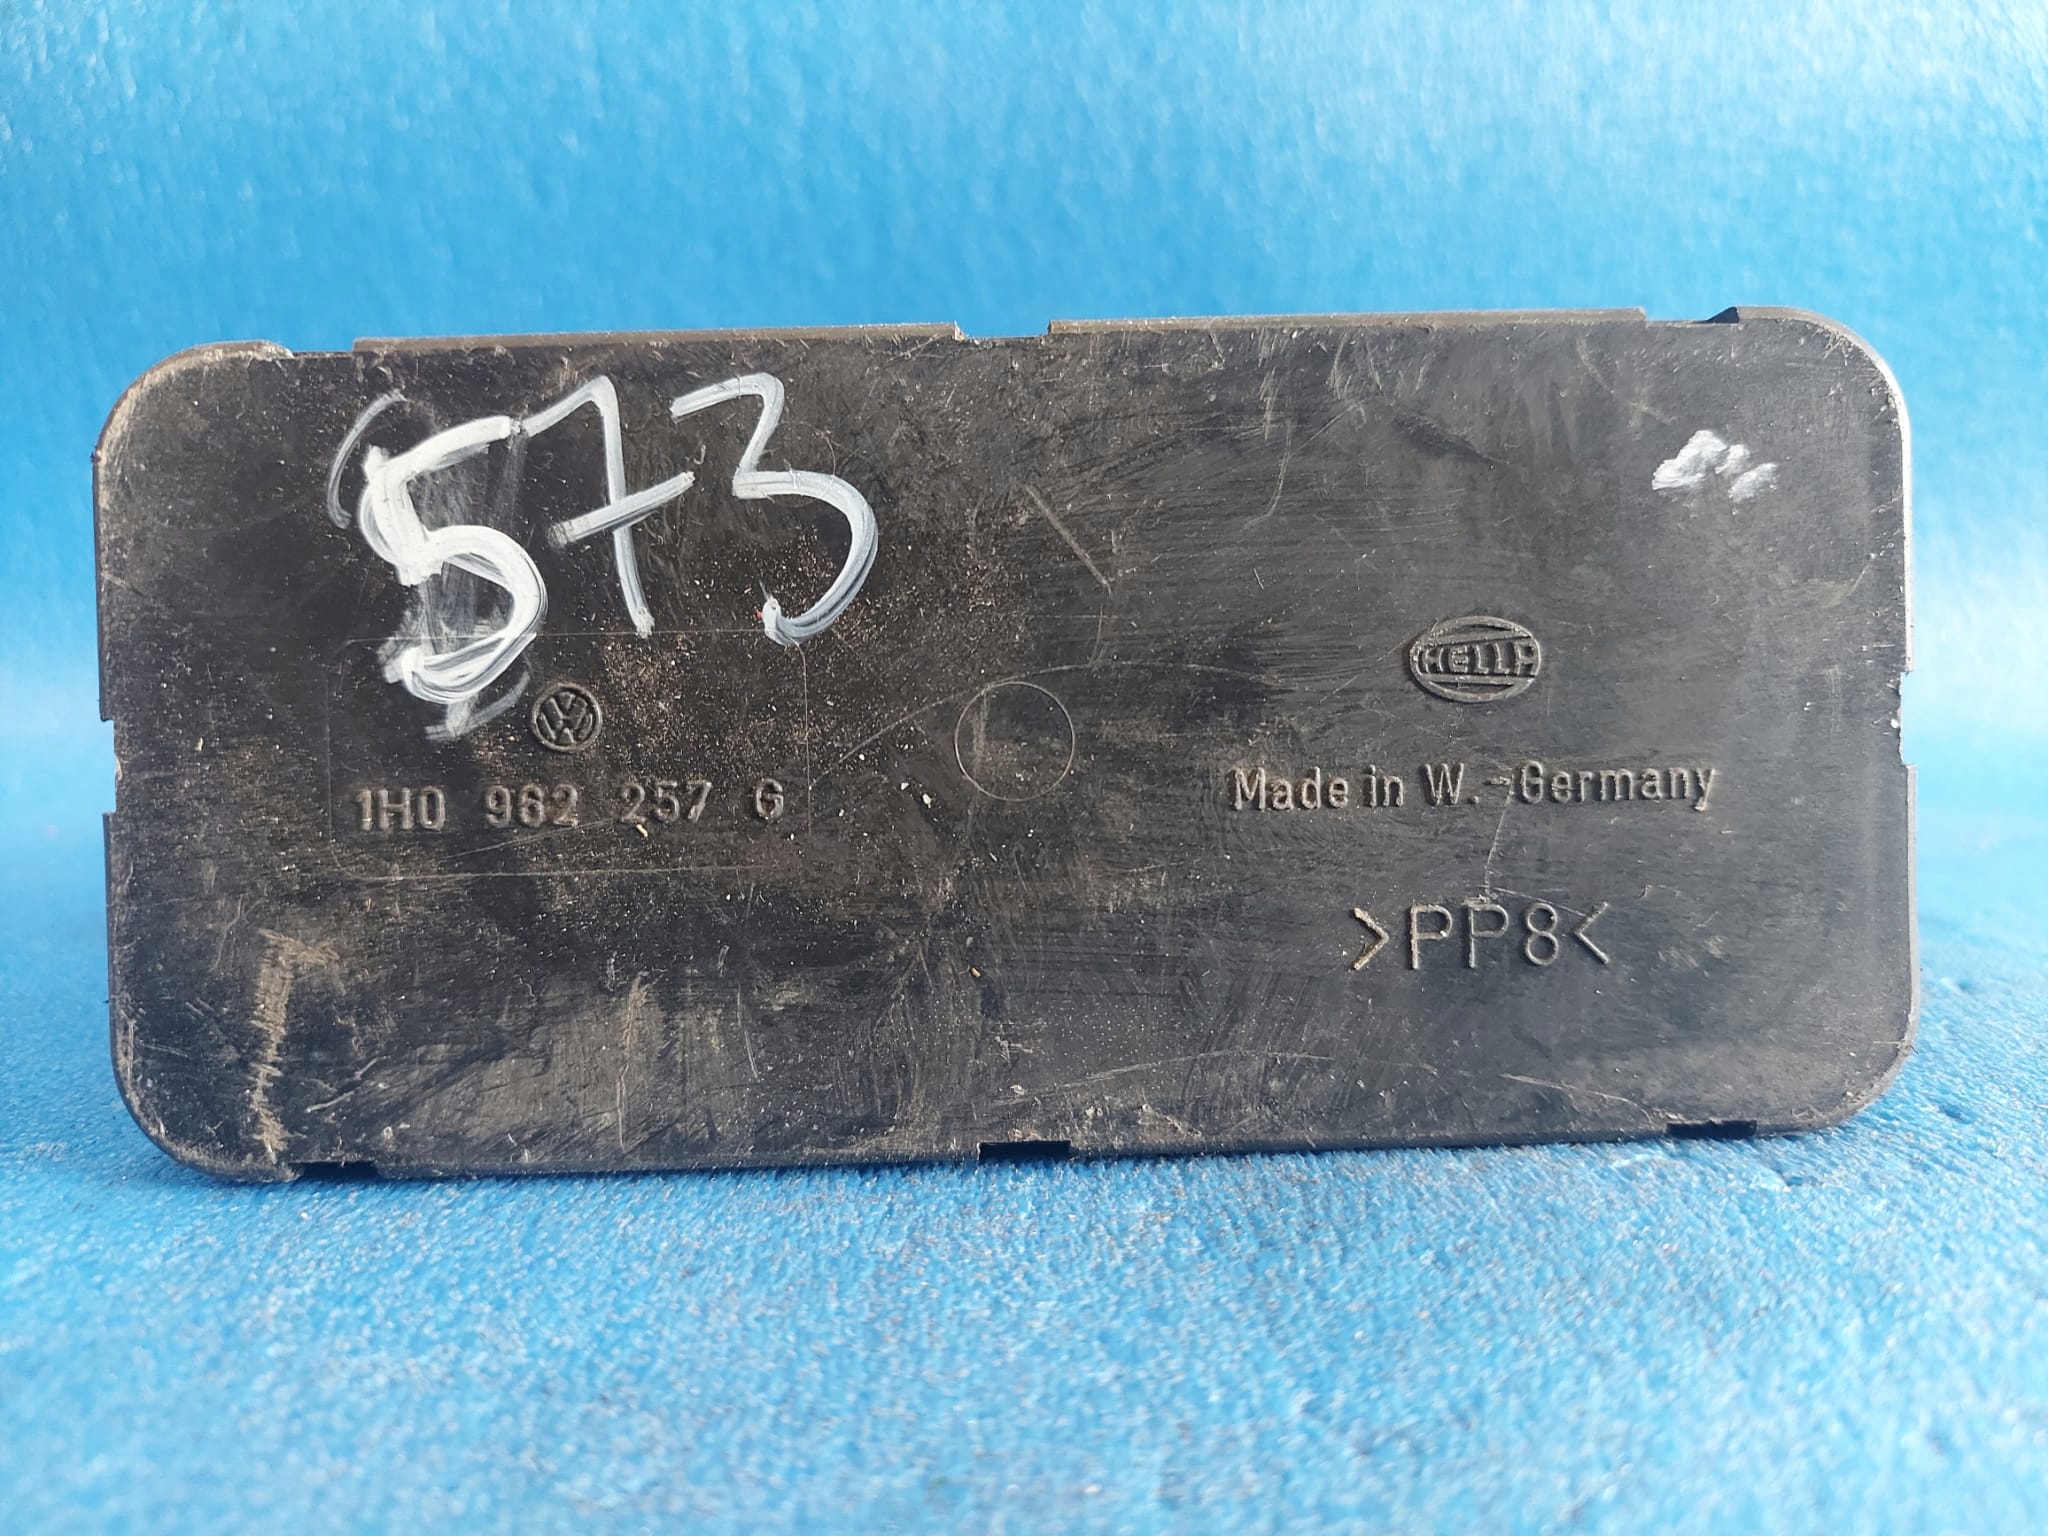 573
HELLA
1H0 962 257 G
Made in W.-Germany
>PP8<